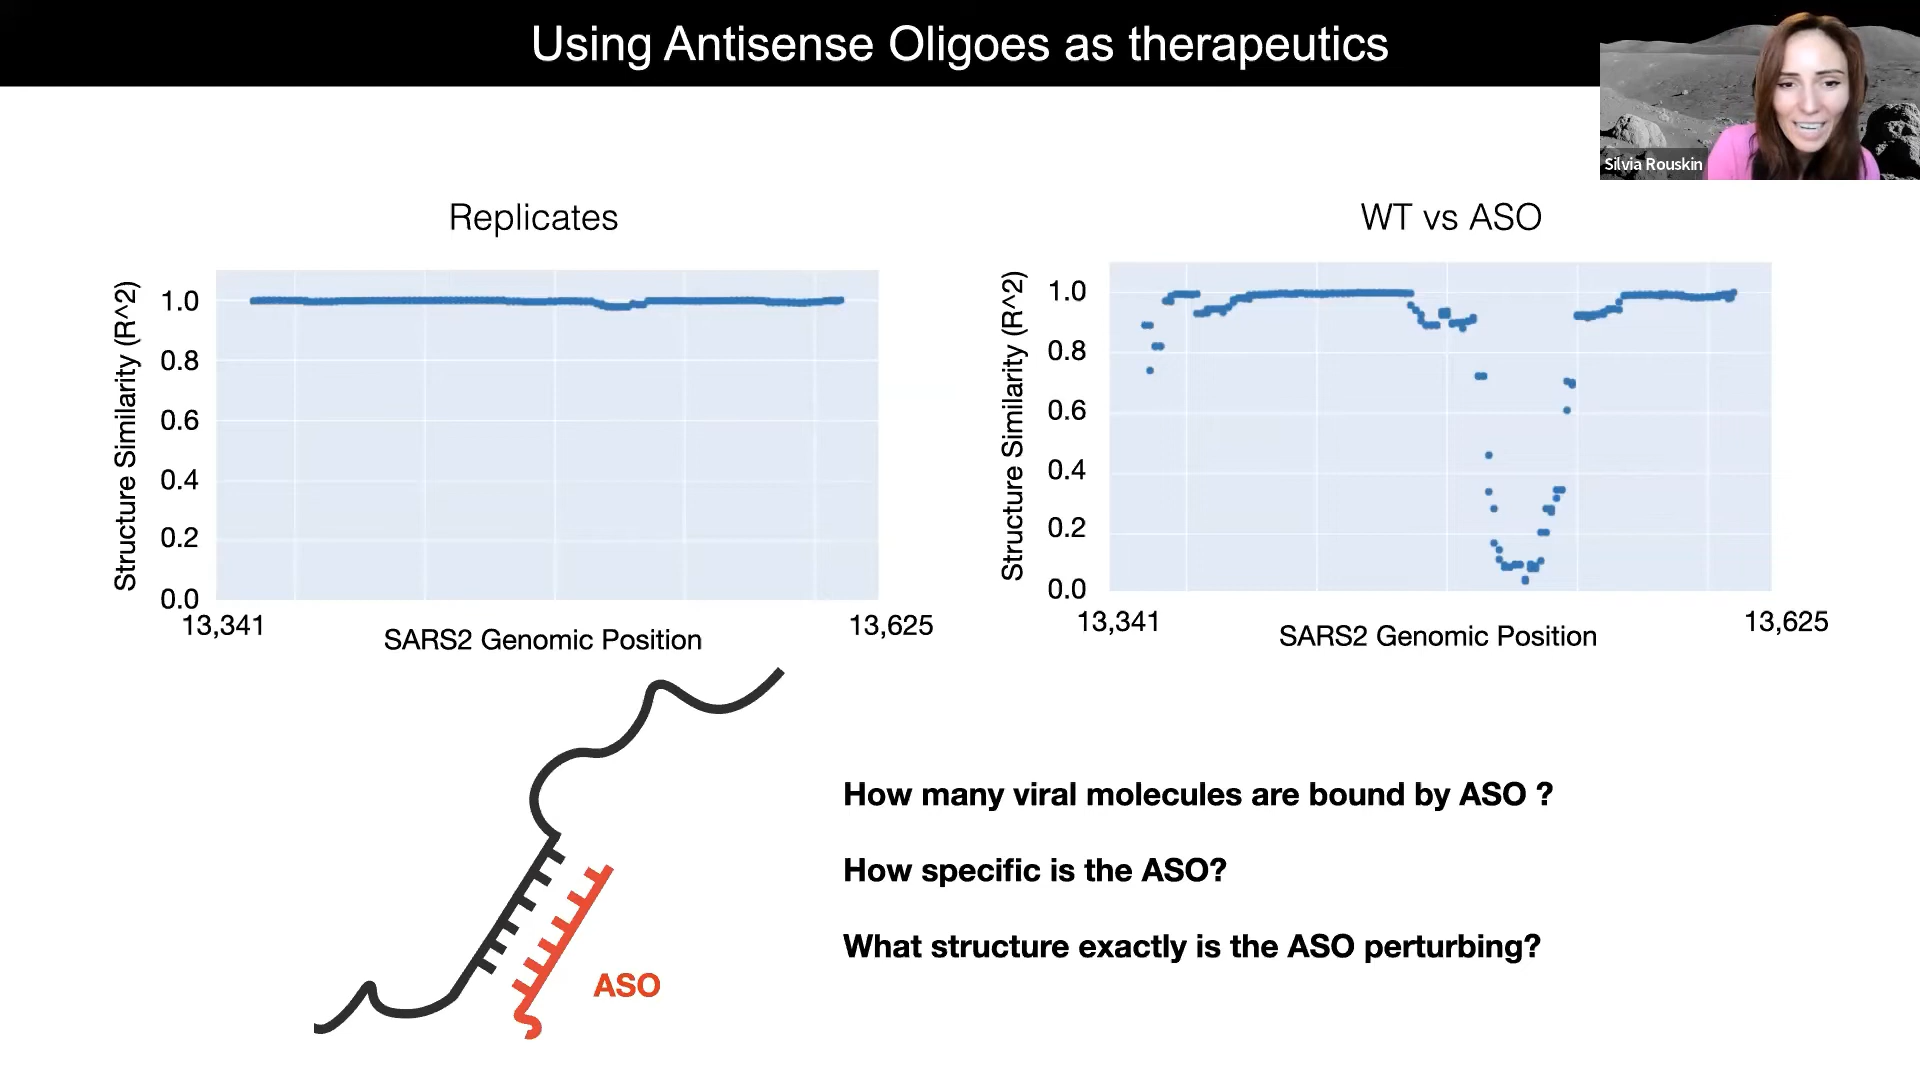 Using Antisense Oligoes as therapeutics
Silvia Rouskin
Replicates
Structure Similarity (R^2)
1.0
0.8
0.6
0.4
0.2
0.0
13,341
13,625
SARS2 Genomic Position
WT vs ASO
Structure Similarity (R^2)
1.0
0.8
0.6
0.4
0.2
0.0
13,341
13,625
SARS2 Genomic Position
ASO
How many viral molecules are bound by ASO ?
How specific is the ASO?
What structure exactly is the ASO perturbing?